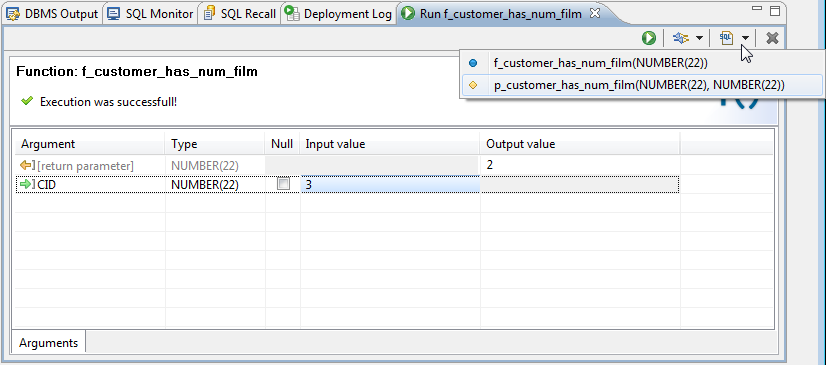 DBMS Output
SQL Monitor
SQL Recall
Deployment Log
Run f_customer_has_num_film
SQL
f_customer_has_num_film(NUMBER(22))
p_customer_has_num_film(NUMBER(22), NUMBER(22))
Function: f_customer_has_num_film
Execution was successfull!
Argument Type Null Input value Output value
[return parameter] NUMBER(22) 2
CID NUMBER(22) 3
Arguments